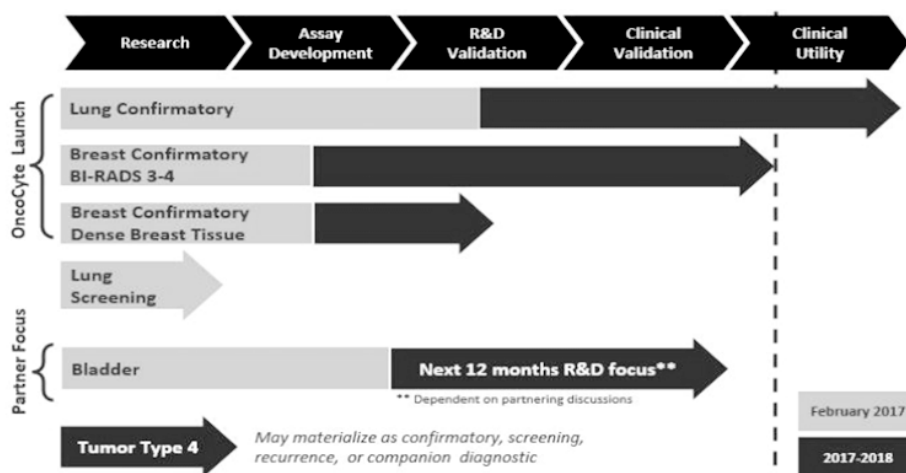 Research
Assay
Development
R&D
Validation
Clinical
Validation
Clinical
Utility
OncoCyte Launch
Lung Confirmatory
Breast Confirmatory
BI-RADS 3-4
Breast Confirmatory
Dense Breast Tissue
Lung
Screening
Partner Focus
Bladder
Next 12 months R&D focus**
** Dependent on partnering discussions
Tumor Type 4
May materialize as confirmatory, screening,
recurrence, or companion diagnostic
February 2017
2017-2018